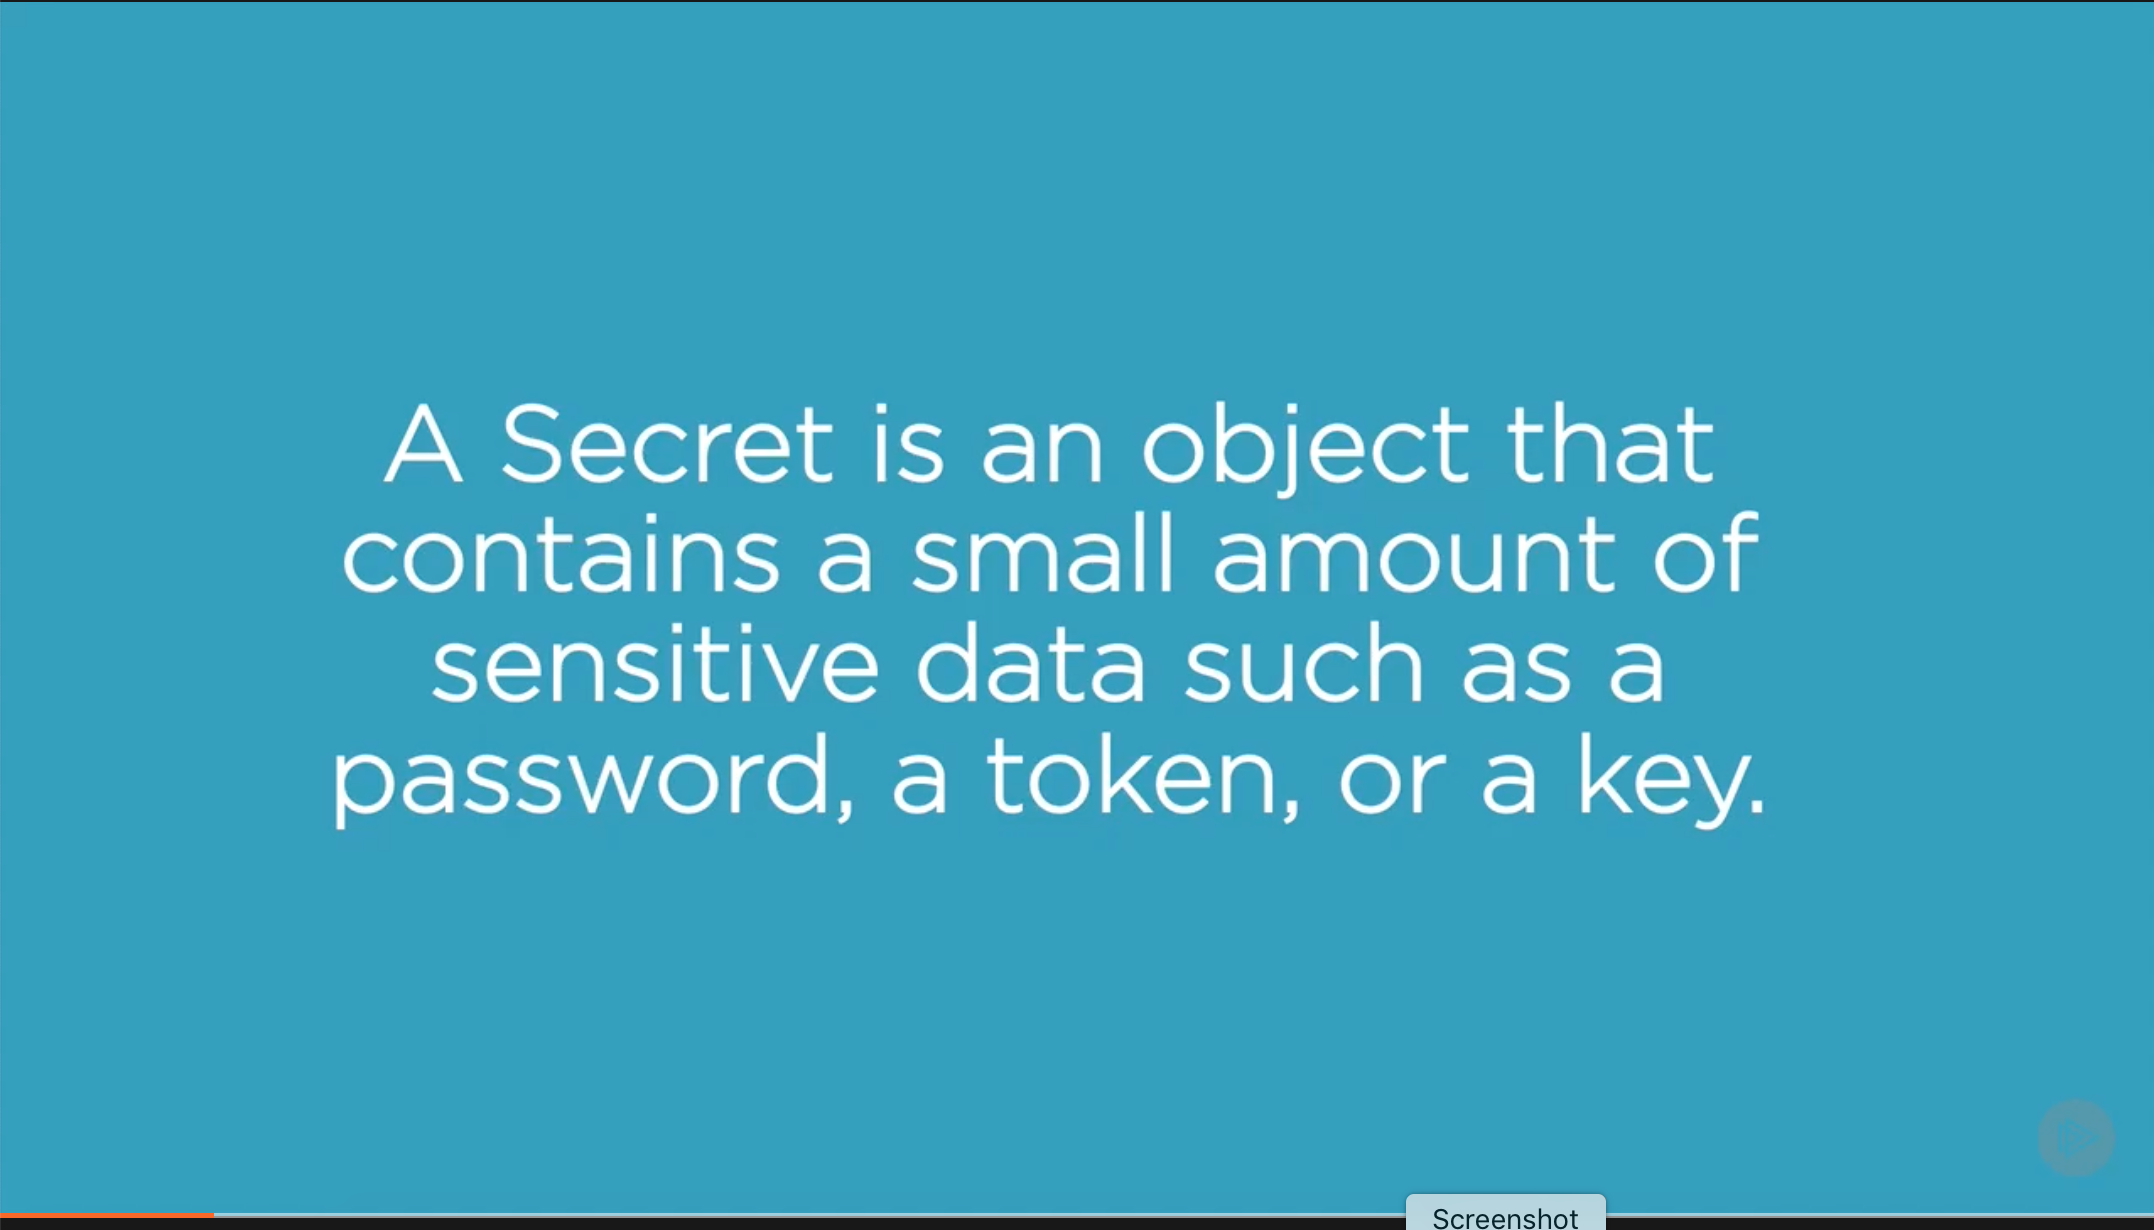 A Secret is an object that
contains a small amount of
sensitive data such as a
password, a token, or a key.
Screenshot